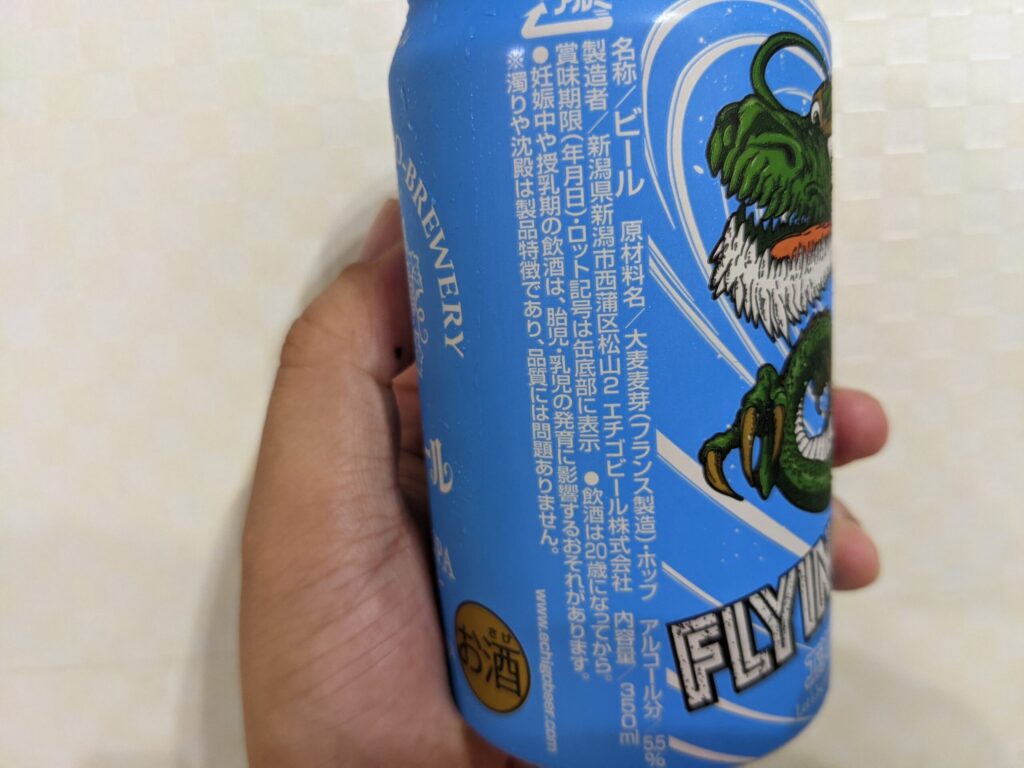 アルミ
名称／ビール 原材料名／大麦麦芽(フランス製造)・ホップ アルコール分／5.5%
製造者／新潟県新潟市西蒲区松山2 エチゴビール株式会社 内容量／350ml
賞味期限(年月日)・ロット記号は缶底部に表示 ●飲酒は20歳になってから。
●妊娠中や授乳期の飲酒は、胎児・乳児の発育に影響するおそれがあります。
※濁りや沈殿は製品特徴であり、品質には問題ありません。
www.echigobeer.com
O-BREWERY
ール
PA
お酒
さけ
FLYIN